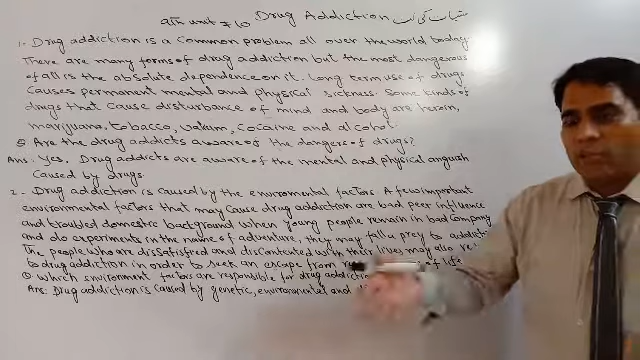 9th unit #10 Drug Addiction منشیات کی لت
1- Drug addiction is a common problem all over the world today.
There are many forms of drug addiction but the most dangerous
of all is the absolute dependence on it. Long term use of drugs
causes permanent mental and physical sickness. Some kinds of
drugs that cause disturbance of mind and body are heroin,
marijuana, tobacco, valium, cocaine and alcohol.
Q Are the drug addicts aware of the dangers of drugs?
Ans: Yes. Drug addicts are aware of the mental and physical anguish
caused by drugs.
2- Drug addiction is caused by the enviromental factors. A few important
enviromental factors that may cause drug addiction are bad peer influence
and troubled domestic background when young people remain in bad company
and do experiments in the name of adventure, they may fall a prey to addict
The people who are dissatisfied and discontented with their lives, may also re
to drug addiction in order to seek an escape from of life
Q which environment factors are reponsible for drug addiction
Ans: Drug addiction is caused by genetic, environmental and